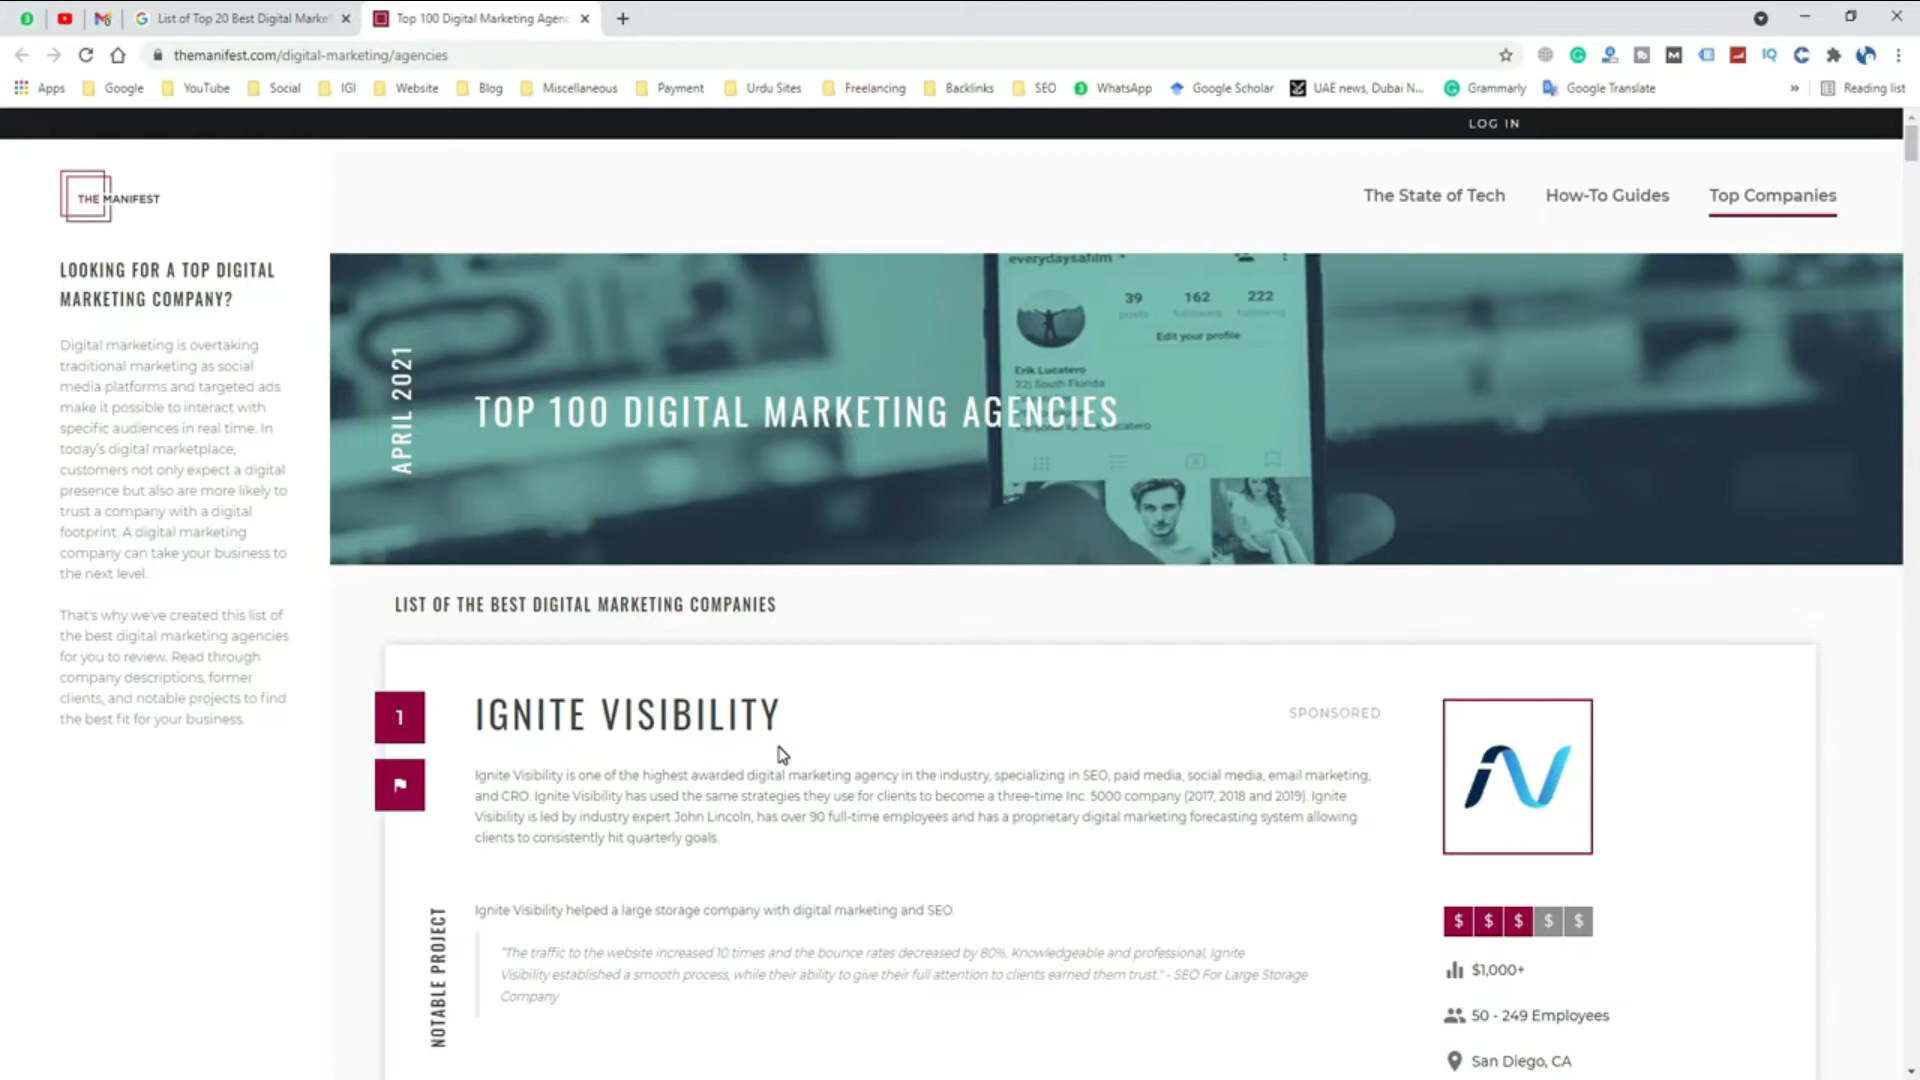 List of Top 20 Best Digital Marke
Top 100 Digital Marketing Agenc
themanifest.com/digital-marketing/agencies
Apps Google YouTube Social IGI Website Blog Miscellaneous Payment Urdu Sites Freelancing Backlinks SEO WhatsApp Google Scholar UAE news, Dubai N... Grammarly Google Translate » Reading list
LOG IN
THE MANIFEST
The State of Tech How-To Guides Top Companies
LOOKING FOR A TOP DIGITAL
MARKETING COMPANY?
Digital marketing is overtaking
traditional marketing as social
media platforms and targeted ads
make it possible to interact with
specific audiences in real time. In
today's digital marketplace,
customers not only expect a digital
presence but also are more likely to
trust a company with a digital
footprint. A digital marketing
company can take your business to
the next level.
That's why we've created this list of
the best digital marketing agencies
for you to review. Read through
company descriptions, former
clients, and notable projects to find
the best fit for your business.
everydaysafilm
39 162 222
posts followers following
Edit your profile
Erik Lucatero
22| South Florida
APRIL 2021
TOP 100 DIGITAL MARKETING AGENCIES
LIST OF THE BEST DIGITAL MARKETING COMPANIES
1
IGNITE VISIBILITY
SPONSORED
Ignite Visibility is one of the highest awarded digital marketing agency in the industry, specializing in SEO, paid media, social media, email marketing,
and CRO. Ignite Visibility has used the same strategies they use for clients to become a three-time Inc. 5000 company (2017, 2018 and 2019). Ignite
Visibility is led by industry expert John Lincoln, has over 90 full-time employees and has a proprietary digital marketing forecasting system allowing
clients to consistently hit quarterly goals.
NOTABLE PROJECT
Ignite Visibility helped a large storage company with digital marketing and SEO.
"The traffic to the website increased 10 times and the bounce rates decreased by 80%. Knowledgeable and professional, Ignite
Visibility established a smooth process, while their ability to give their full attention to clients earned them trust." - SEO For Large Storage
Company
$ $ $ $ $
$1,000+
50 - 249 Employees
San Diego, CA